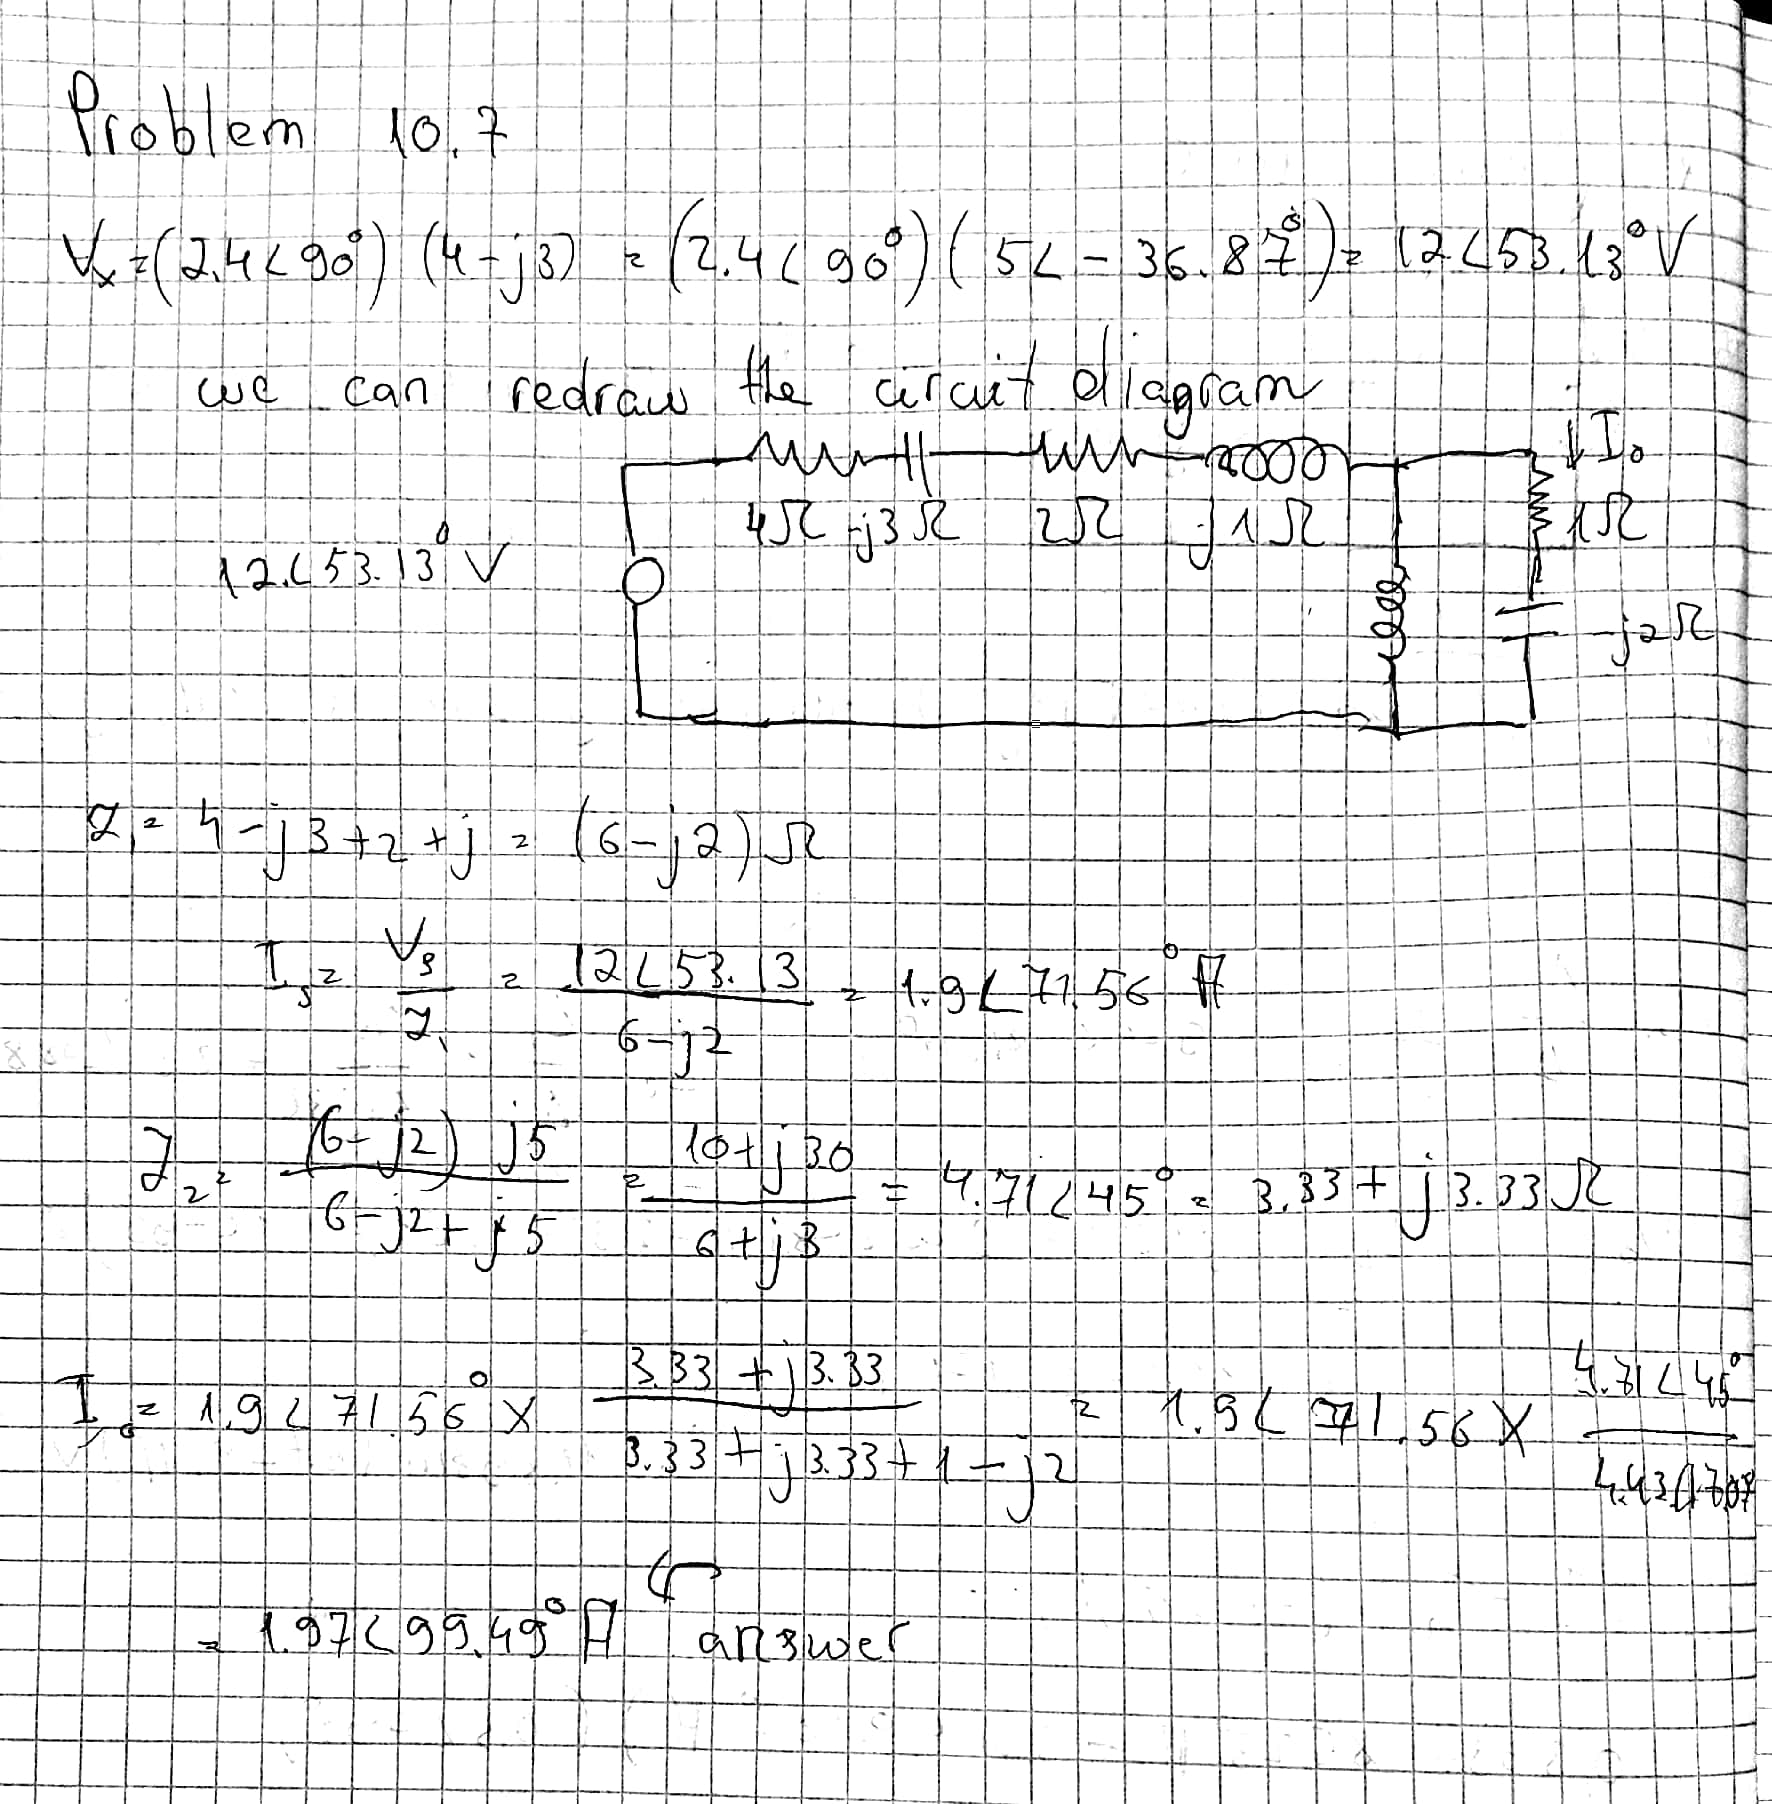 Problem 10.7
Vx = (2.4∠90°) (4-j3) = (2.4∠90°) (5∠-36.87°) = 12∠53.13° V
we can redraw the circuit diagram
↓I₀
4Ω -j3Ω 2Ω j1Ω 1Ω
12∠53.13° V
-j2Ω
Z₁ = 4-j3+2+j = (6-j2) Ω
Is = Vs/Z₁ = 12∠53.13/6-j2 = 1.9∠71.56° A
Z₂ = (6-j2) j5/6-j2+j5 = 10+j30/6+j3 = 4.71∠45° = 3.33+j3.33Ω
I₀ = 1.9∠71.56° X 3.33+j3.33/3.33+j3.33+1-j2 = 1.9∠71.56 X 4.71∠45°/4.43∠
= 1.97∠99.49° A answer